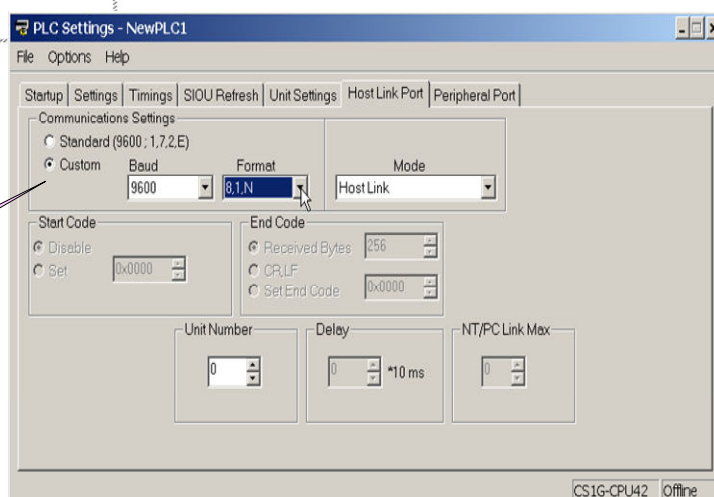 PLC Settings - NewPLC1
File Options Help
Startup Settings Timings SIOU Refresh Unit Settings Host Link Port Peripheral Port
Communications Settings
Standard (9600 ; 1,7,2,E)
Custom Baud Format Mode
9600 8,1,N Host Link
Start Code End Code
Disable Received Bytes 256
Set 0x0000 CR,LF
Set End Code 0x0000
Unit Number Delay NT/PC Link Max
0 0 *10 ms 0
CS1G-CPU42 Offline